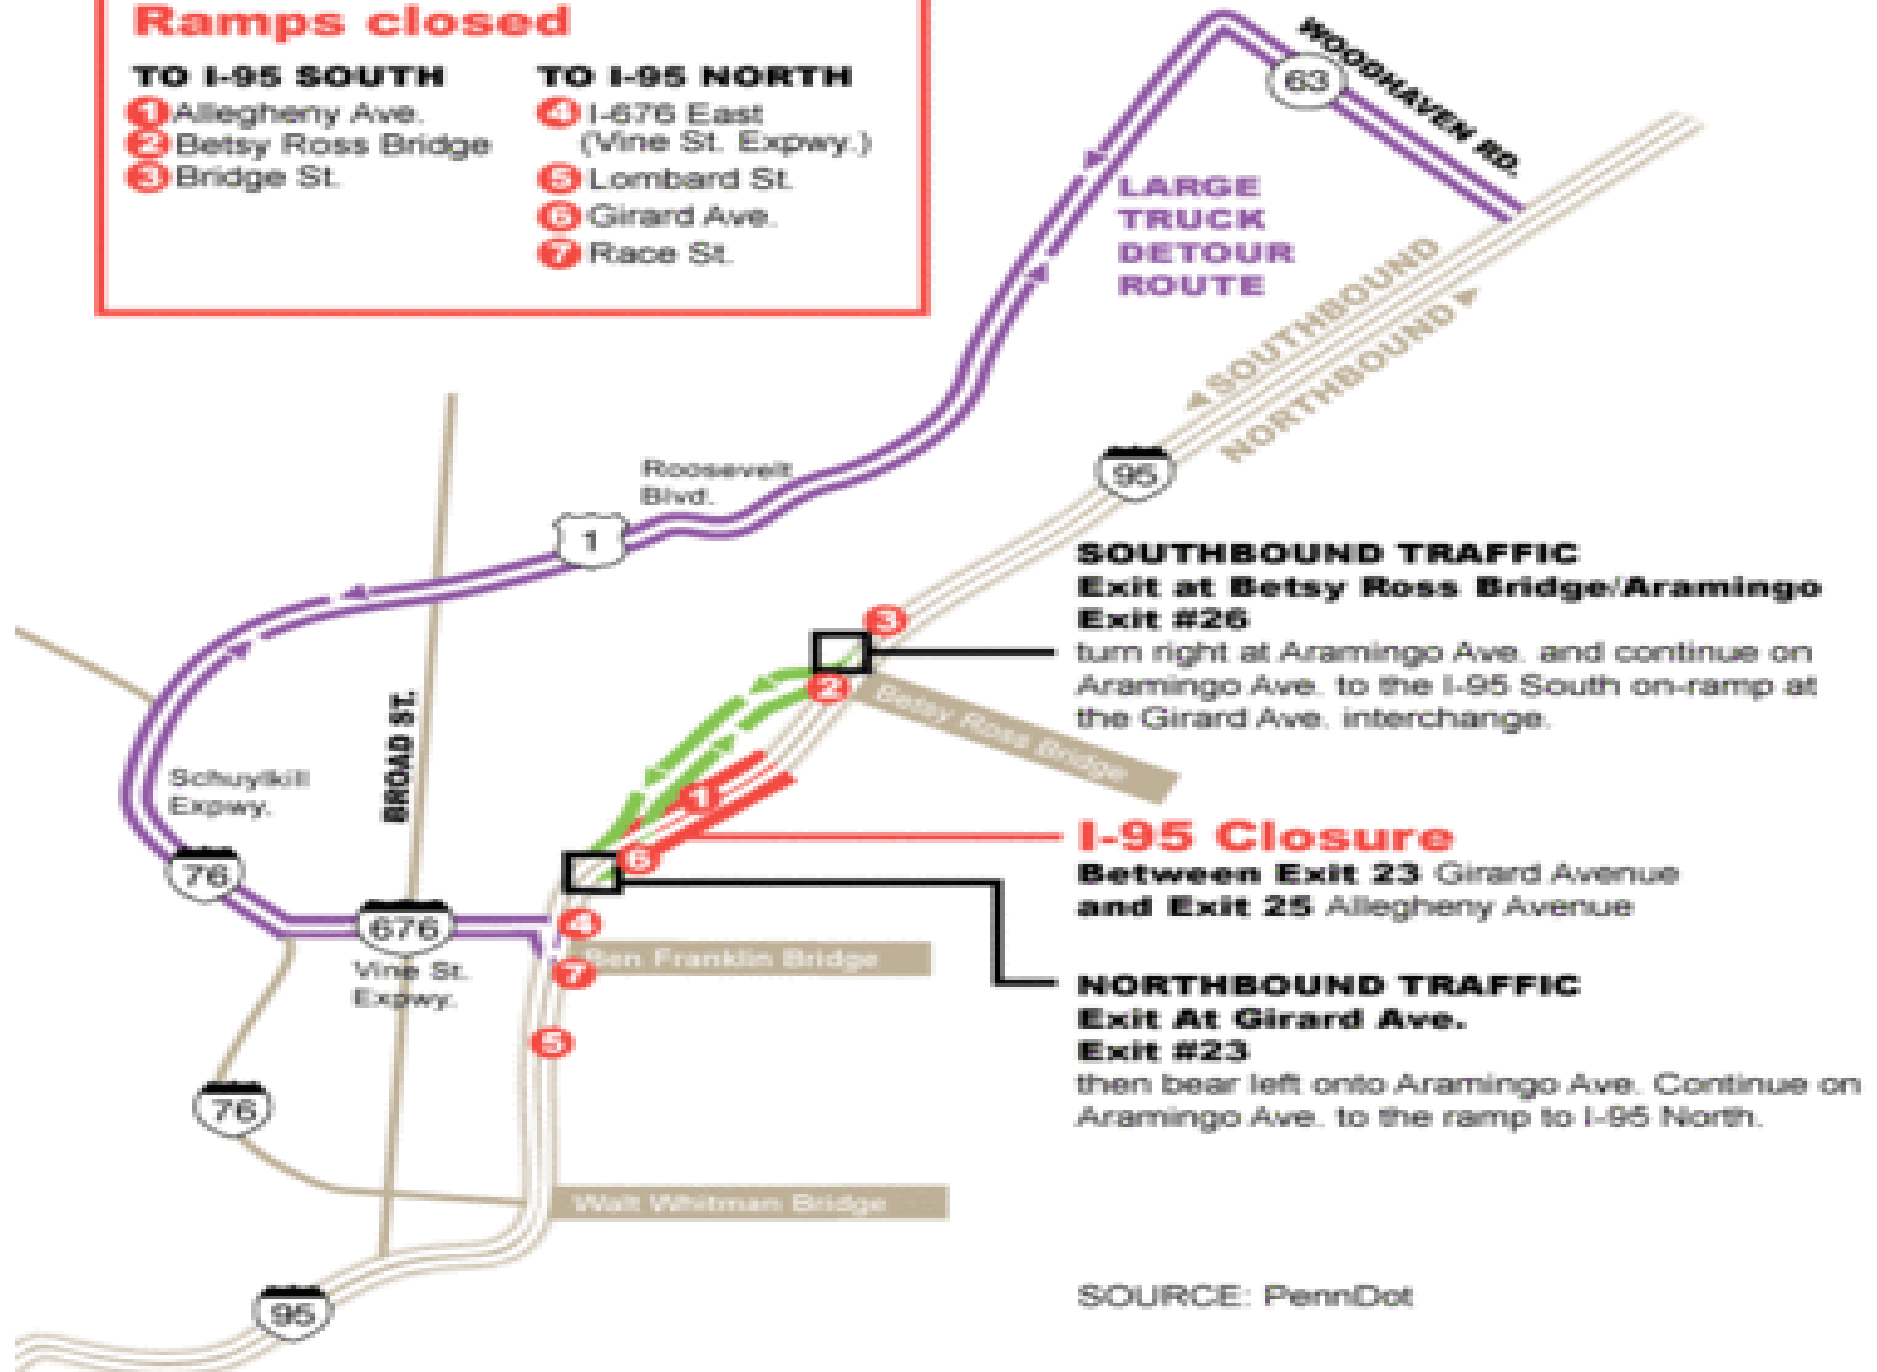 Ramps closed
TO I-95 SOUTH
1 Allegheny Ave.
2 Betsy Ross Bridge
3 Bridge St.
TO I-95 NORTH
4 I-676 East
(Vine St. Expwy.)
5 Lombard St.
6 Girard Ave.
7 Race St.
WOODHAVEN RD.
63
LARGE
TRUCK
DETOUR
ROUTE
SOUTHBOUND
NORTHBOUND
95
Roosevelt
Blvd.
1
SOUTHBOUND TRAFFIC
Exit at Betsy Ross Bridge/Aramingo
Exit #26
turn right at Aramingo Ave. and continue on
Aramingo Ave. to the I-95 South on-ramp at
the Girard Ave. interchange.
3
2
Betsy Ross Bridge
BROAD ST.
Schuylkill
Expwy.
76
1
6
I-95 Closure
Between Exit 23 Girard Avenue
and Exit 25 Allegheny Avenue
676
Vine St.
Expwy.
4
Ben Franklin Bridge
7
5
NORTHBOUND TRAFFIC
Exit At Girard Ave.
Exit #23
then bear left onto Aramingo Ave. Continue on
Aramingo Ave. to the ramp to I-95 North.
76
Walt Whitman Bridge
95
SOURCE: PennDot